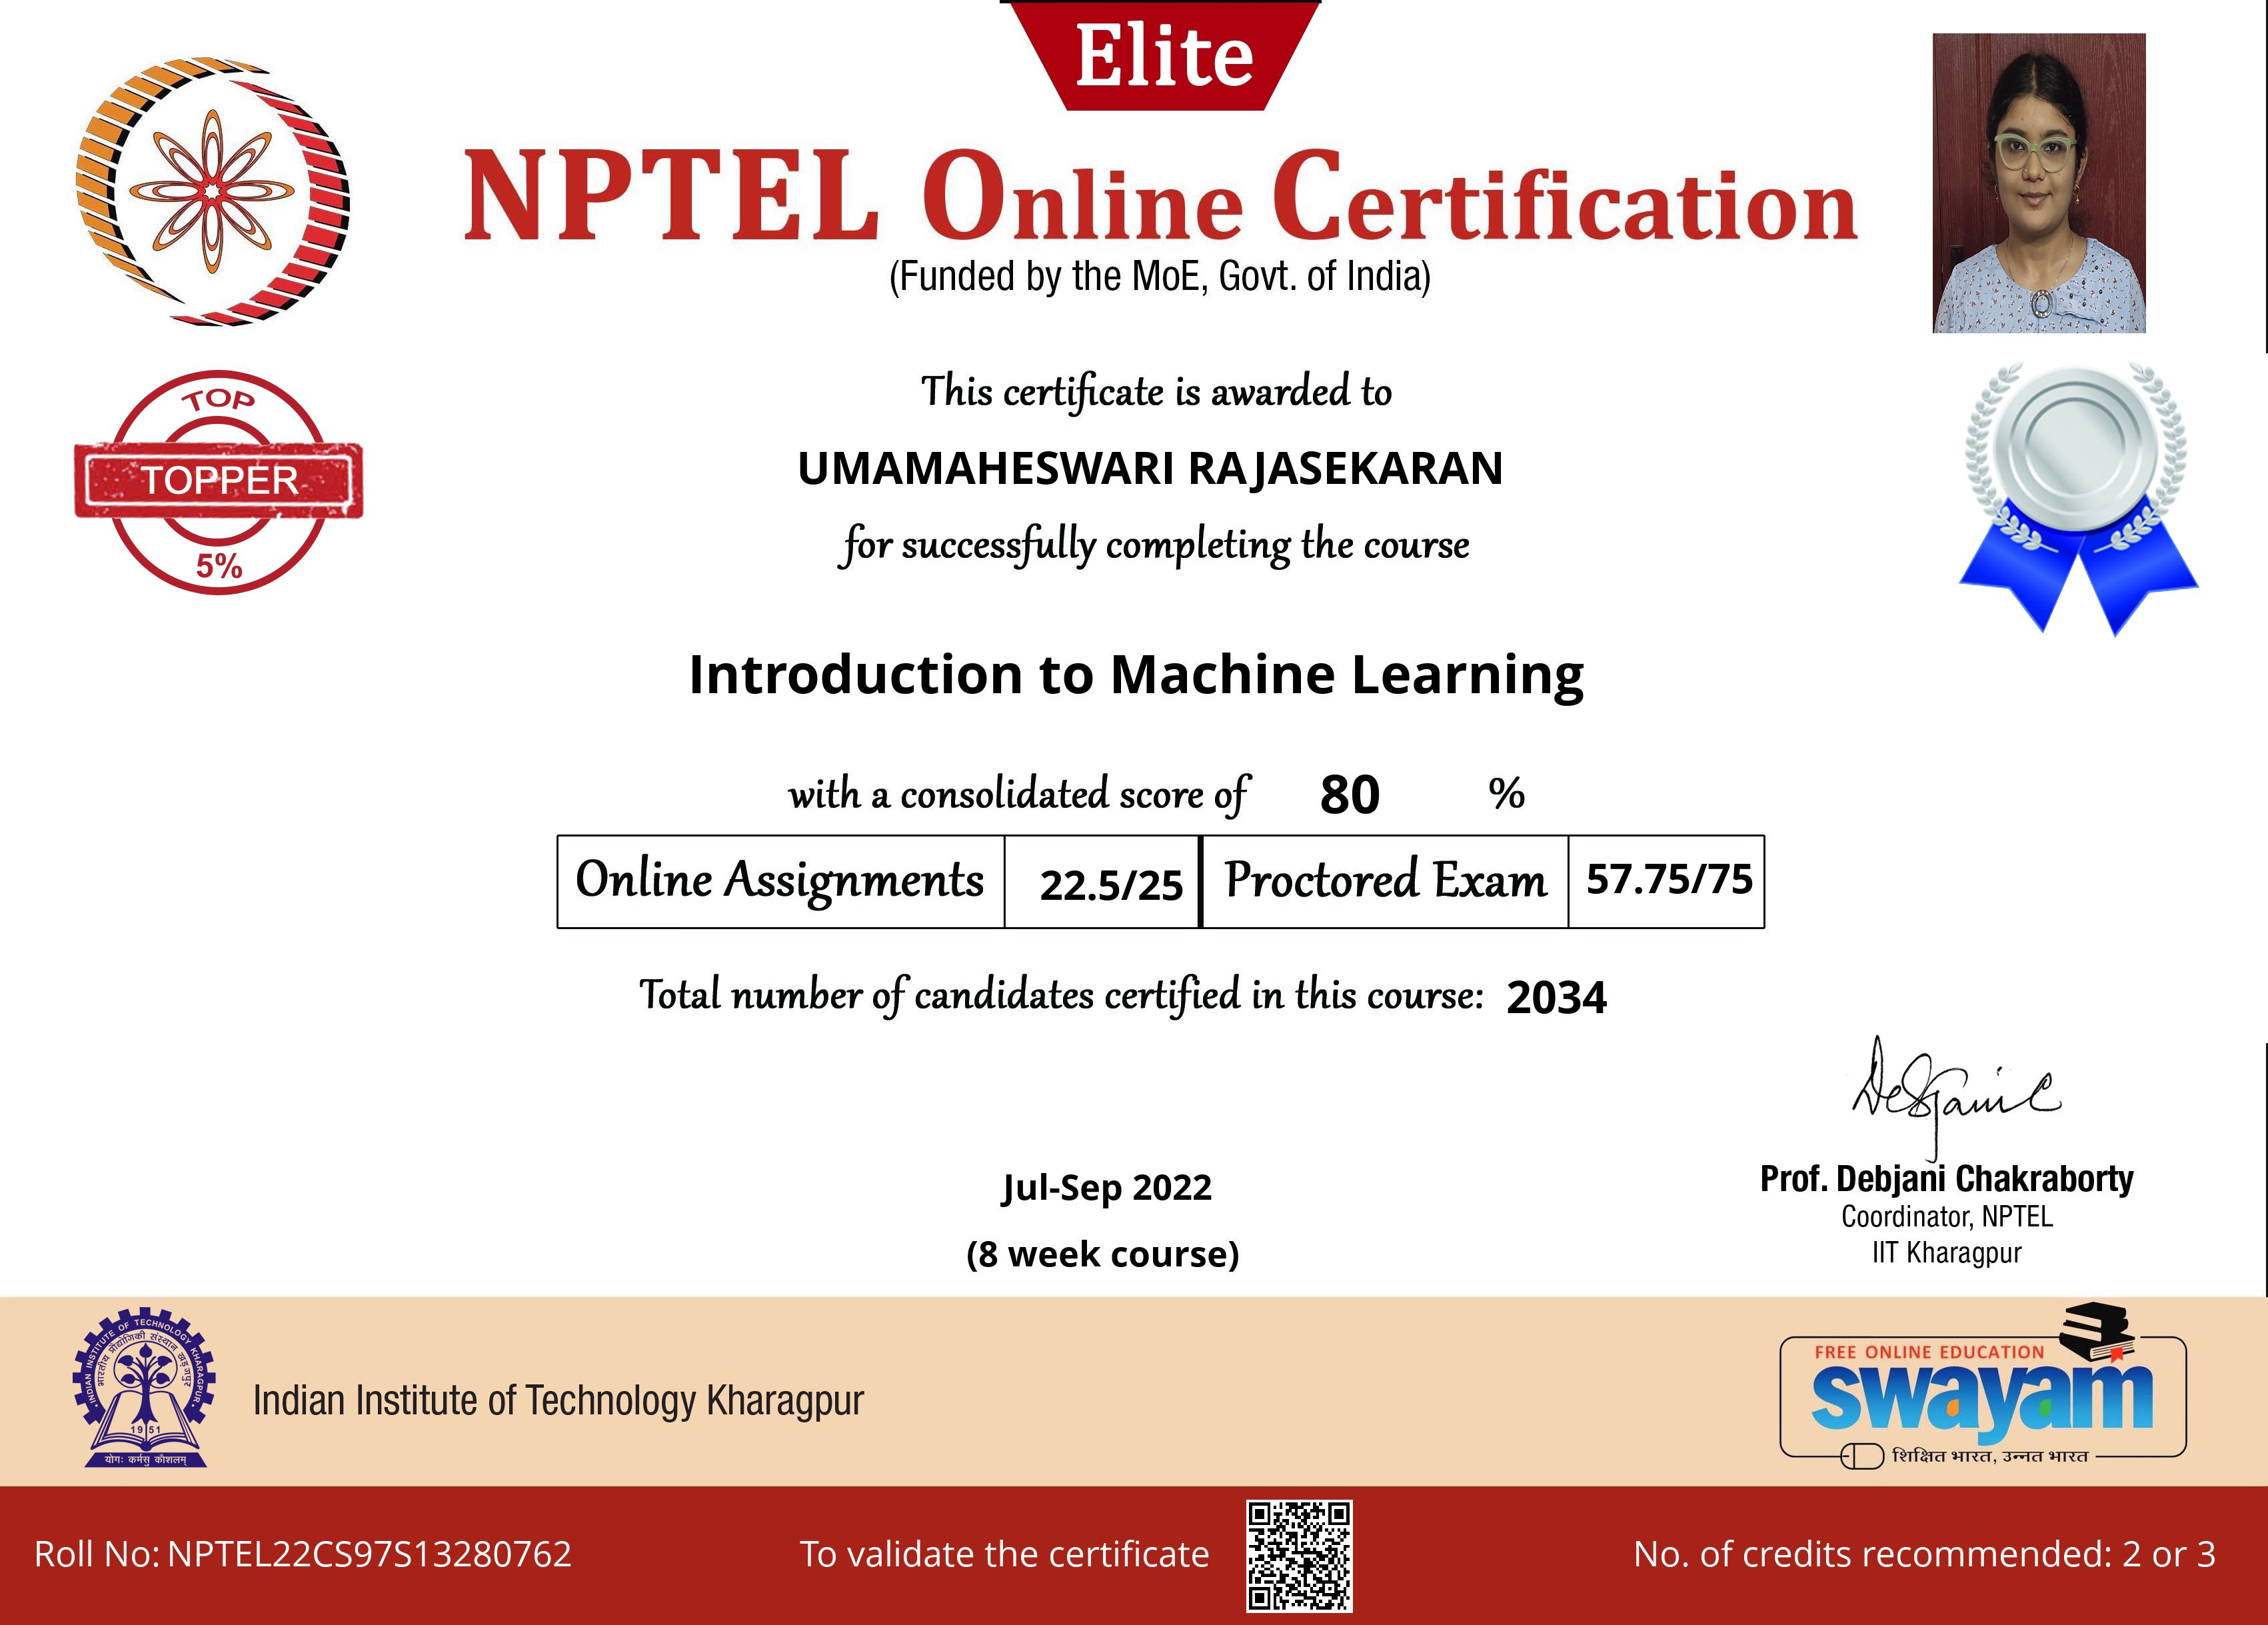 Elite
NPTEL Online Certification
(Funded by the MoE, Govt. of India)
This certificate is awarded to
TOP
TOPPER
5%
UMAMAHESWARI RAJASEKARAN
for successfully completing the course
Introduction to Machine Learning
with a consolidated score of 80 %
Online Assignments 22.5/25 Proctored Exam 57.75/75
Total number of candidates certified in this course: 2034
Debjani C
Prof. Debjani Chakraborty
Coordinator, NPTEL
IIT Kharagpur
Jul-Sep 2022
(8 week course)
INDIAN INSTITUTE OF TECHNOLOGY KHARAGPUR
भारतीय प्रौद्योगिकी संस्थान खड़गपुर
1951
योगः कर्मसु कौशलम्
Indian Institute of Technology Kharagpur
FREE ONLINE EDUCATION
swayam
शिक्षित भारत, उन्नत भारत
Roll No: NPTEL22CS97S13280762
To validate the certificate
No. of credits recommended: 2 or 3